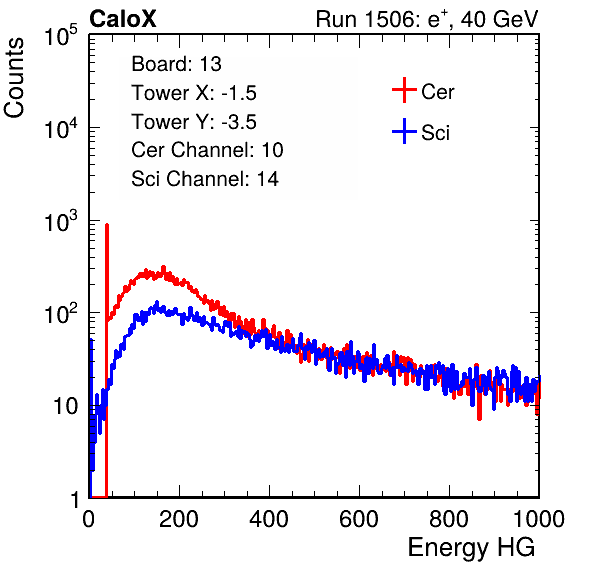 CaloX Run 1506: e⁺, 40 GeV
Board: 13
Tower X: -1.5
Tower Y: -3.5
Cer Channel: 10
Sci Channel: 14
Cer
Sci
Counts
10⁵
10⁴
10³
10²
10
1
0 200 400 600 800 1000
Energy HG